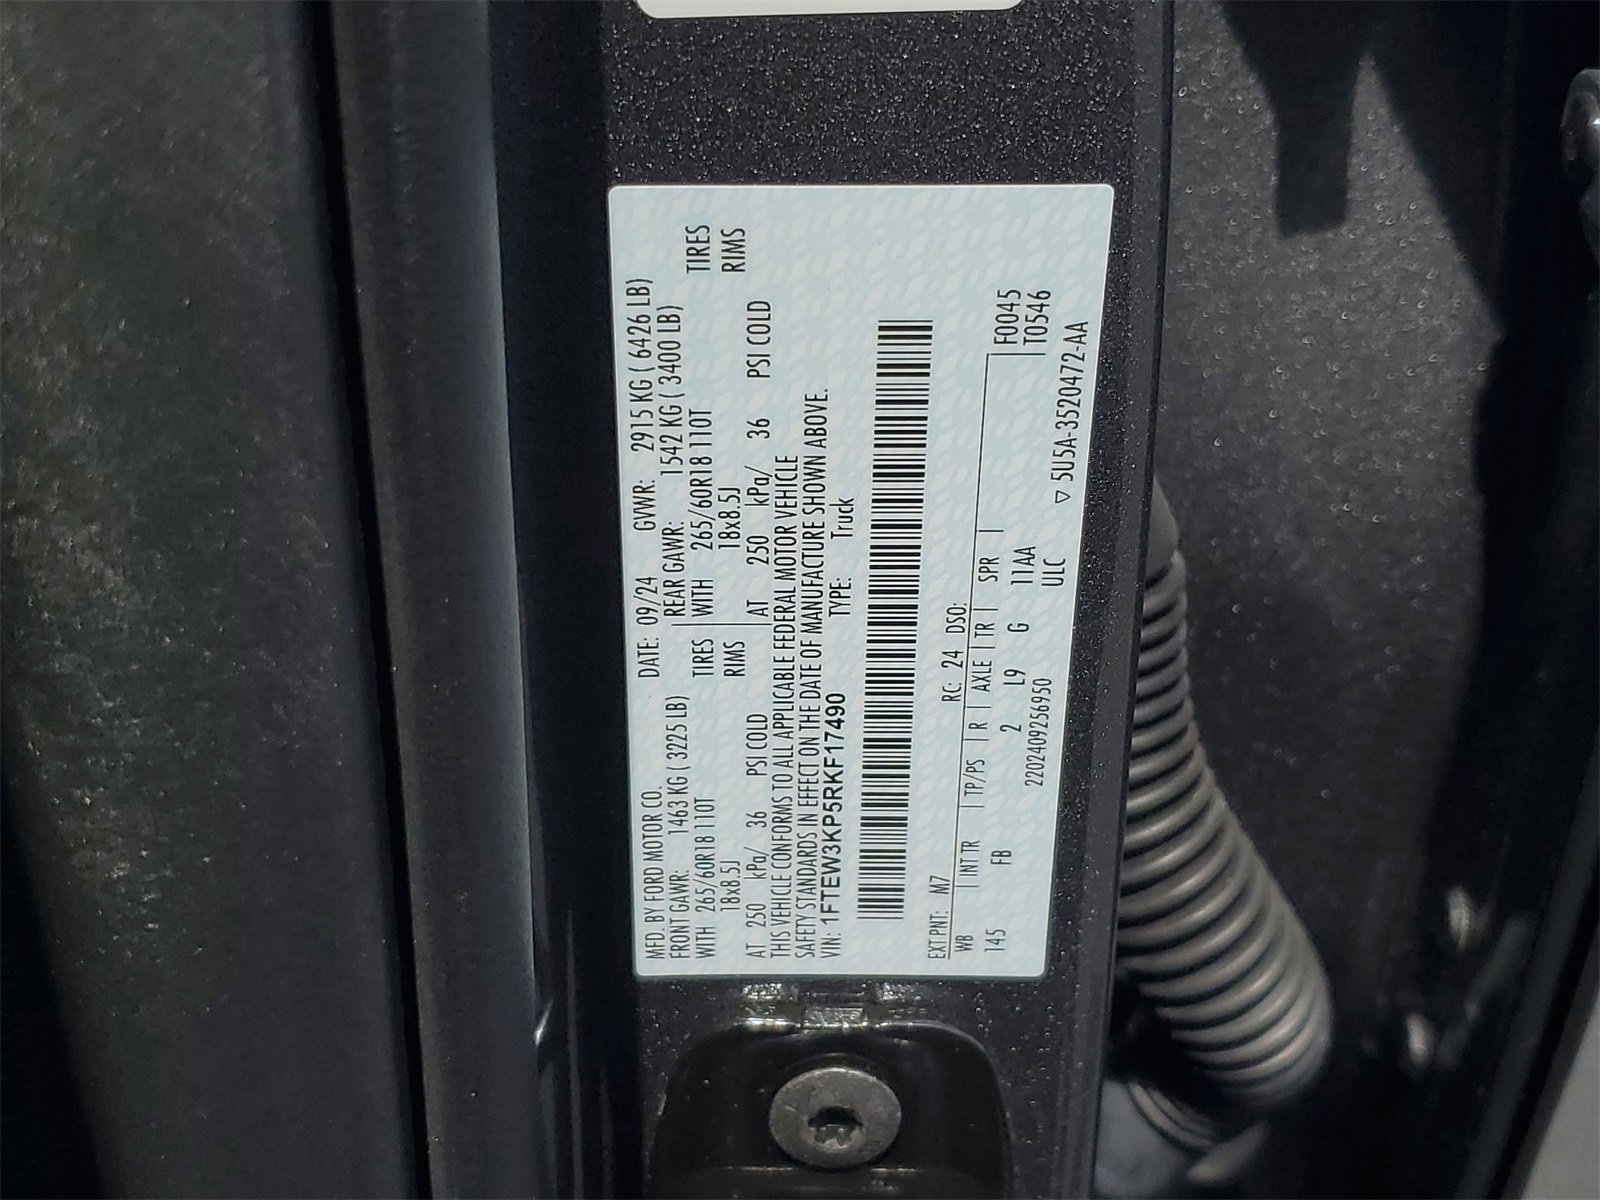 MFD. BY FORD MOTOR CO. DATE: 09/24 GVWR: 2915 KG ( 6426 LB)
FRONT GAWR: 1463 KG ( 3225 LB) REAR GAWR: 1542 KG ( 3400 LB)
WITH 265/60R18 110T TIRES WITH 265/60R18 110T TIRES
18x8.5J RIMS 18x8.5J RIMS
AT 250 kPa/ 36 PSI COLD AT 250 kPa/ 36 PSI COLD
THIS VEHICLE CONFORMS TO ALL APPLICABLE FEDERAL MOTOR VEHICLE
SAFETY STANDARDS IN EFFECT ON THE DATE OF MANUFACTURE SHOWN ABOVE.
VIN: 1FTEW3KP5RKF17490 TYPE: Truck
EXT PNT: M7 RC: 24 DSO:
WB INT TR TP/PS R AXLE TR SPR F0045
145 FB 2 L9 G 11AA T0546
2202409256950 ULC
▽ 5U5A-3520472-AA